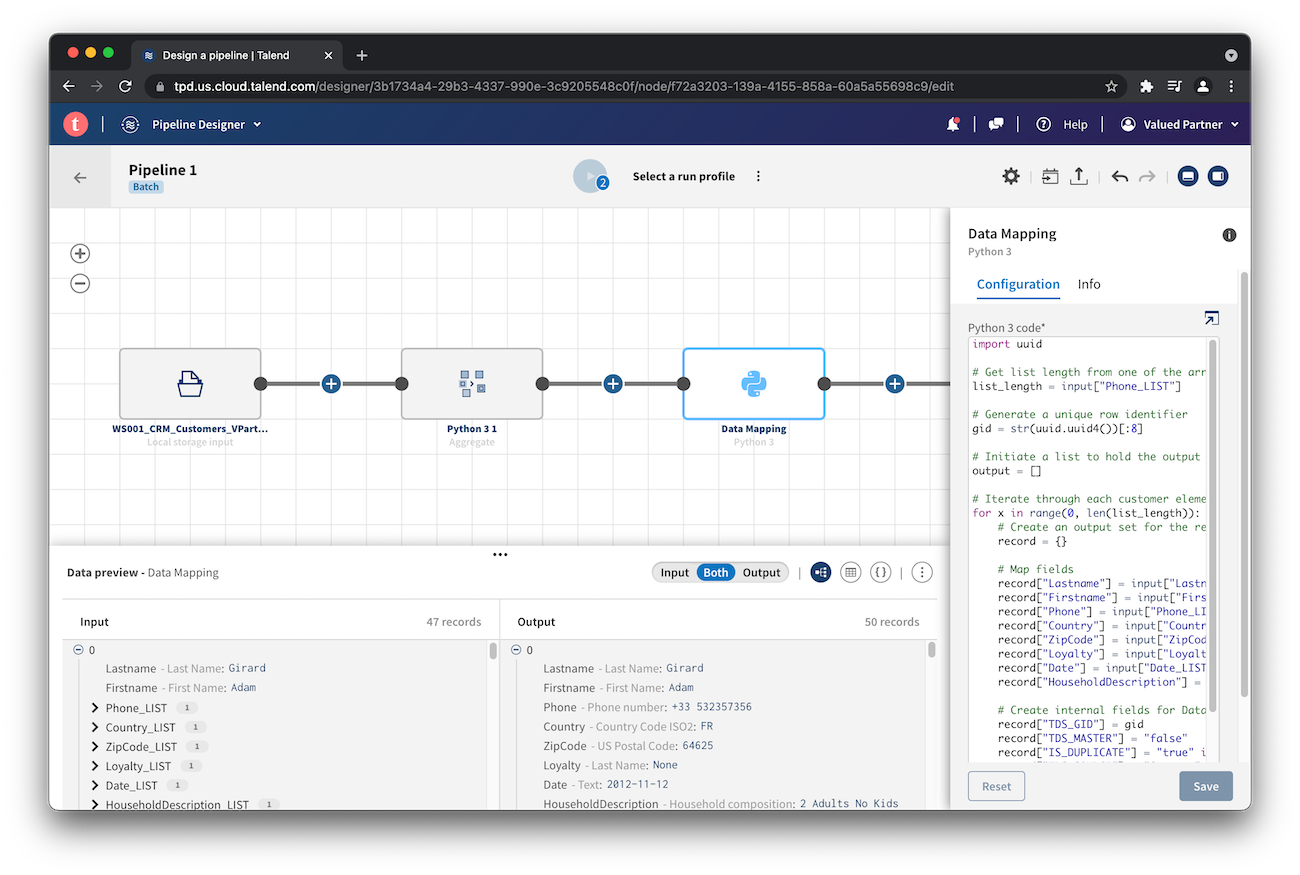 Design a pipeline | Talend
tpd.us.cloud.talend.com/designer/3b1734a4-29b3-4337-990e-3c9205548c0f/node/f72a3203-139a-4155-858a-60a5a55698c9/edit
t
Pipeline Designer
Help
Valued Partner
Pipeline 1
Batch
2
Select a run profile
Data Mapping
Python 3
Configuration
Info
Python 3 code*
import uuid
# Get list length from one of the arr
list_length = input["Phone_LIST"]
# Generate a unique row identifier
gid = str(uuid.uuid4())[:8]
# Initiate a list to hold the output
output = []
# Iterate through each customer eleme
for x in range(0, len(list_length)):
# Create an output set for the re
record = {}
# Map fields
record["Lastname"] = input["Lastn
record["Firstname"] = input["Firs
record["Phone"] = input["Phone_LI
record["Country"] = input["Countr
record["ZipCode"] = input["ZipCod
record["Loyalty"] = input["Loyalt
record["Date"] = input["Date_LIST
record["HouseholdDescription"] =
# Create internal fields for Data
record["TDS_GID"] = gid
record["TDS_MASTER"] = "false"
record["IS_DUPLICATE"] = "true" i
Reset
Save
WS001_CRM_Customers_VPart...
Local storage input
Python 3 1
Aggregate
Data Mapping
Python 3
Data preview - Data Mapping
Input
Both
Output
Input
47 records
0
Lastname - Last Name: Girard
Firstname - First Name: Adam
Phone_LIST 1
Country_LIST 1
ZipCode_LIST 1
Loyalty_LIST 1
Date_LIST 1
HouseholdDescription_LIST 1
Output
50 records
0
Lastname - Last Name: Girard
Firstname - First Name: Adam
Phone - Phone number: +33 532357356
Country - Country Code ISO2: FR
ZipCode - US Postal Code: 64625
Loyalty - Last Name: None
Date - Text: 2012-11-12
HouseholdDescription - Household composition: 2 Adults No Kids